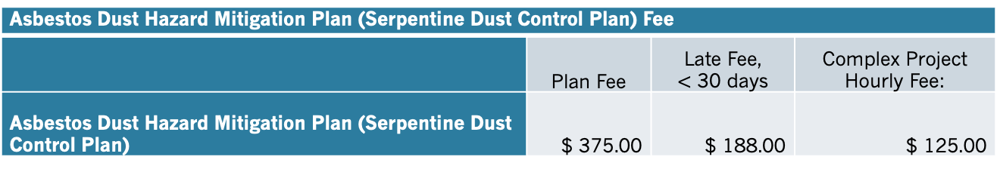 Asbestos Dust Hazard Mitigation Plan (Serpentine Dust Control Plan) Fee
Plan Fee
Late Fee,
< 30 days
Complex Project
Hourly Fee:
Asbestos Dust Hazard Mitigation Plan (Serpentine Dust
Control Plan)
$ 375.00
$ 188.00
$ 125.00